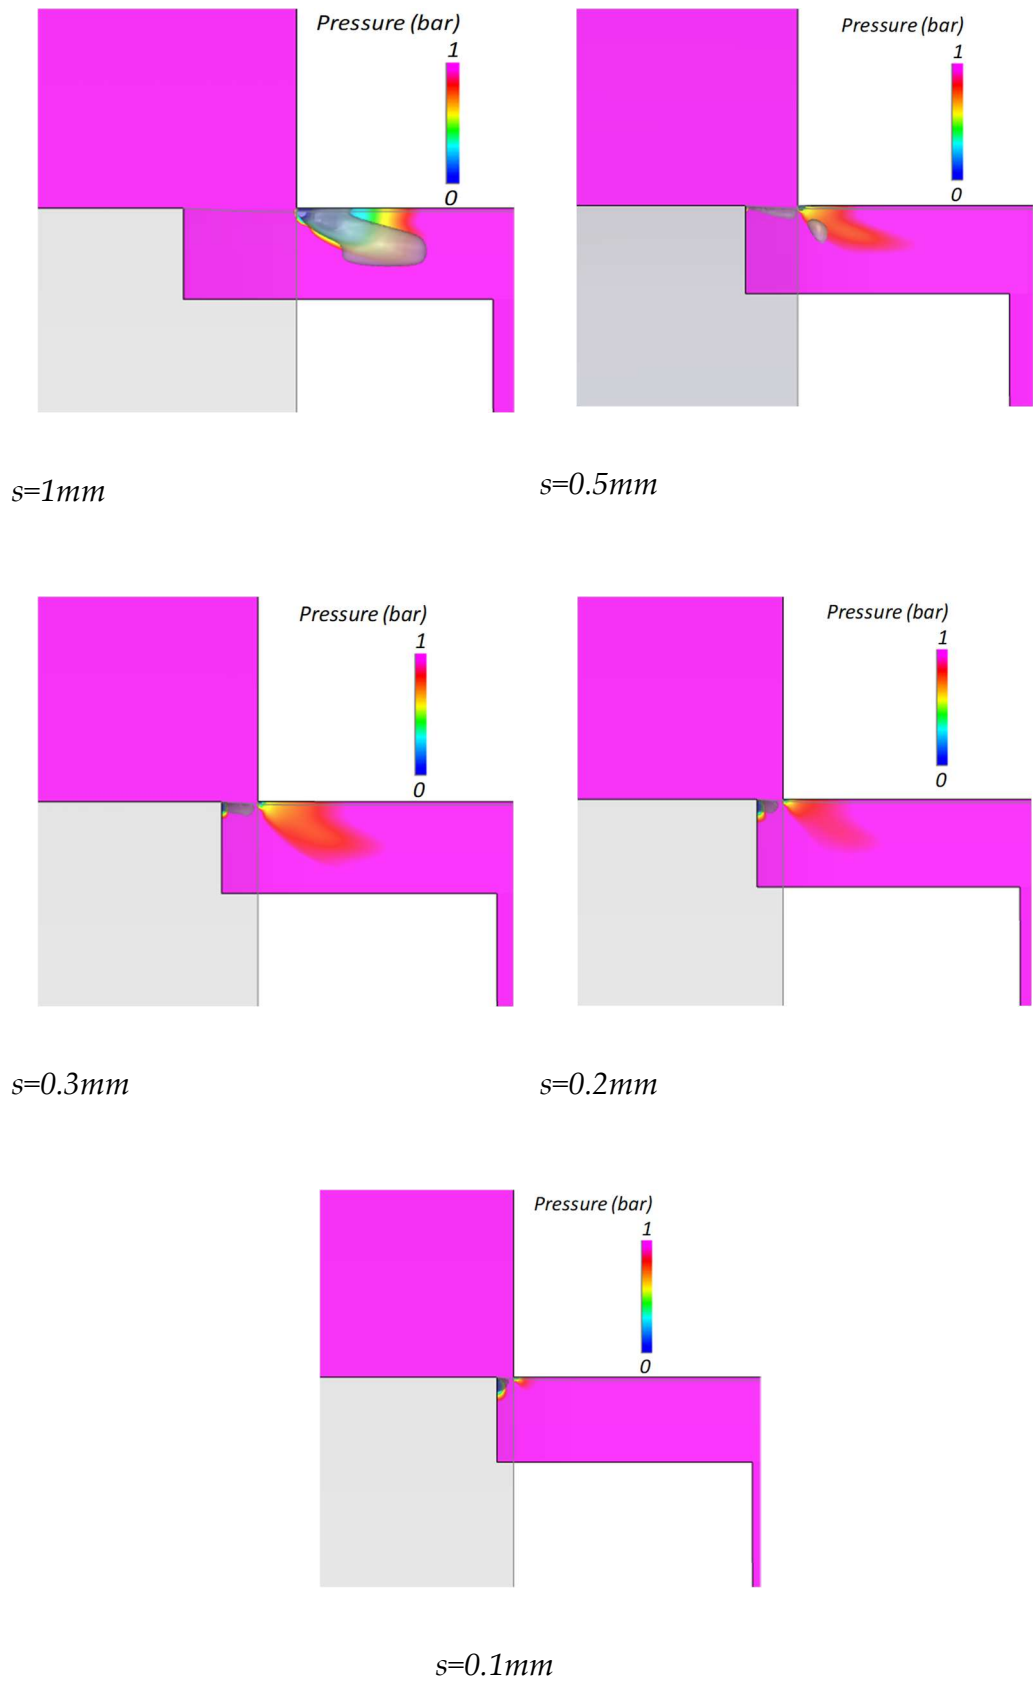 Pressure (bar)
1
0
Pressure (bar)
1
0
s=1mm
s=0.5mm
Pressure (bar)
1
0
Pressure (bar)
1
0
s=0.3mm
s=0.2mm
Pressure (bar)
1
0
s=0.1mm